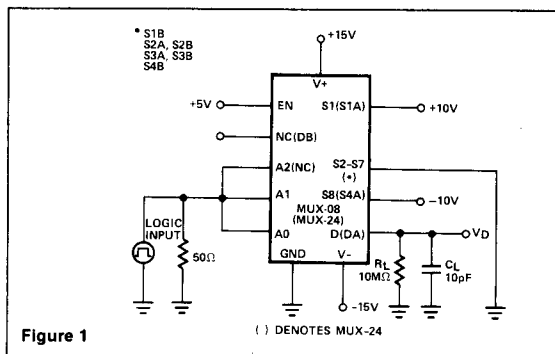 * S1B
S2A, S2B
S3A, S3B
S4B
+15V
V+
+5V
EN
S1(S1A)
+10V
NC(DB)
A2(NC)
S2–S7
(*)
A1
S8(S4A)
-10V
LOGIC
INPUT
MUX-08
(MUX-24)
A0
D(DA)
VD
50Ω
GND
V-
RL
10MΩ
CL
10pF
-15V
( ) DENOTES MUX-24
Figure 1